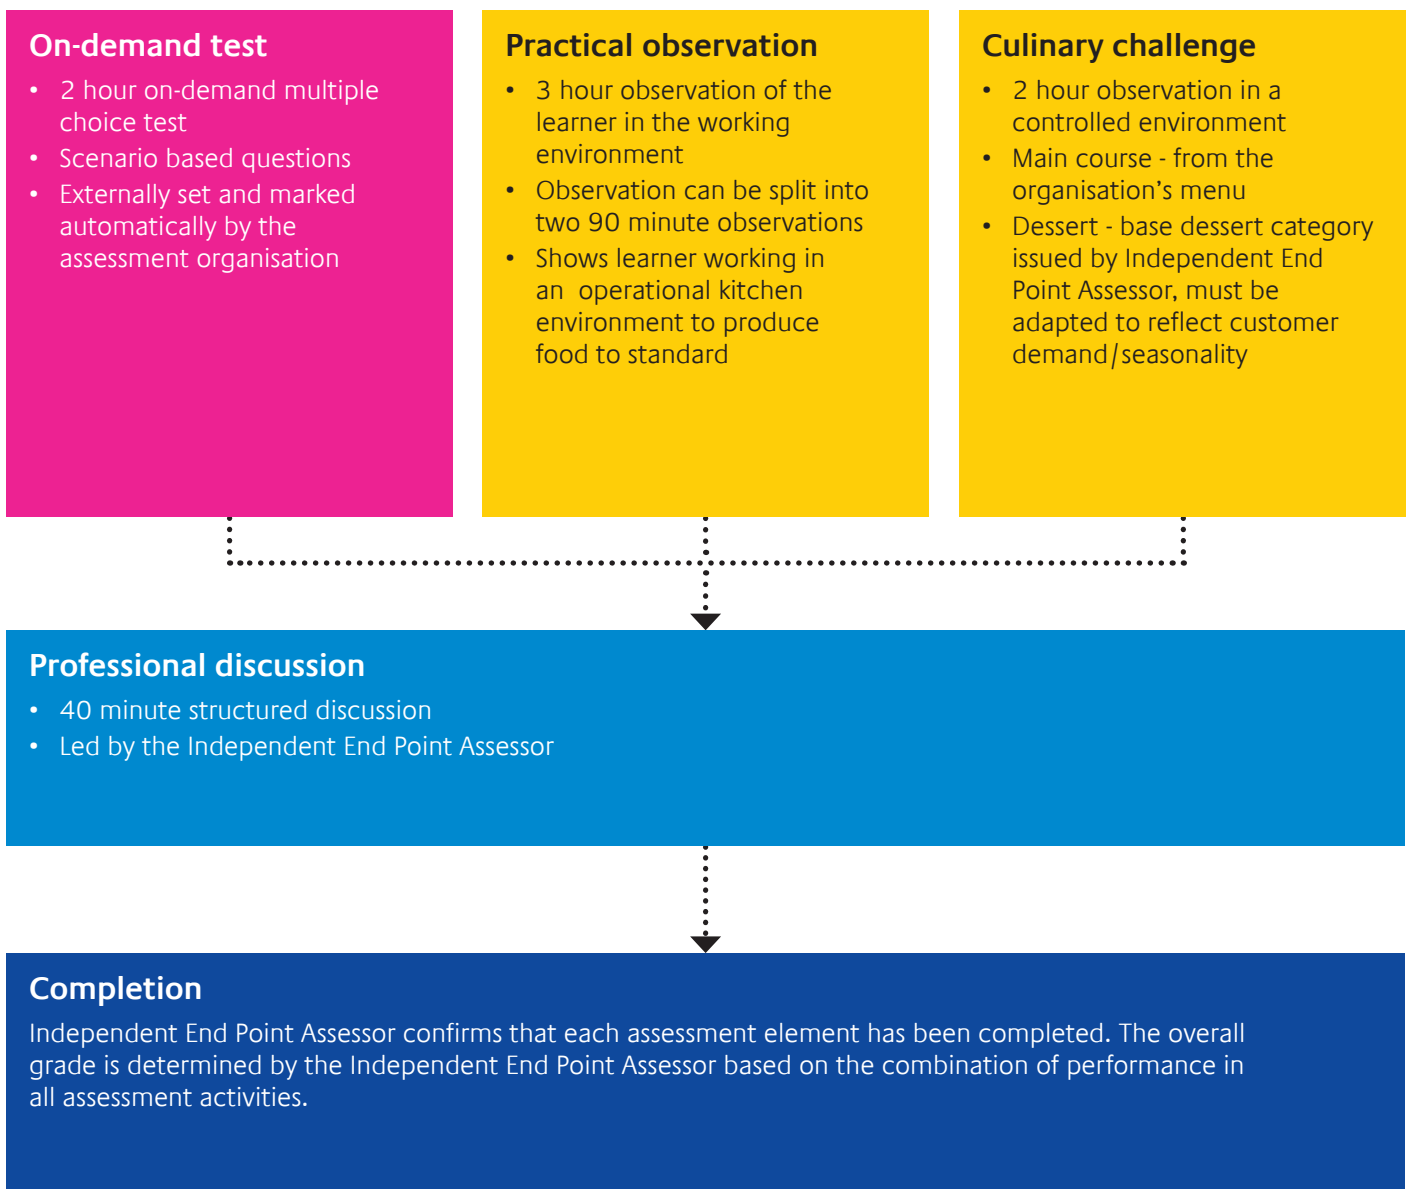 On-demand test
• 2 hour on-demand multiple
choice test
• Scenario based questions
• Externally set and marked
automatically by the
assessment organisation
Practical observation
• 3 hour observation of the
learner in the working
environment
• Observation can be split into
two 90 minute observations
• Shows learner working in
an operational kitchen
environment to produce
food to standard
Culinary challenge
• 2 hour observation in a
controlled environment
• Main course - from the
organisation's menu
• Dessert - base dessert category
issued by Independent End
Point Assessor, must be
adapted to reflect customer
demand/seasonality
Professional discussion
• 40 minute structured discussion
• Led by the Independent End Point Assessor
Completion
Independent End Point Assessor confirms that each assessment element has been completed. The overall
grade is determined by the Independent End Point Assessor based on the combination of performance in
all assessment activities.